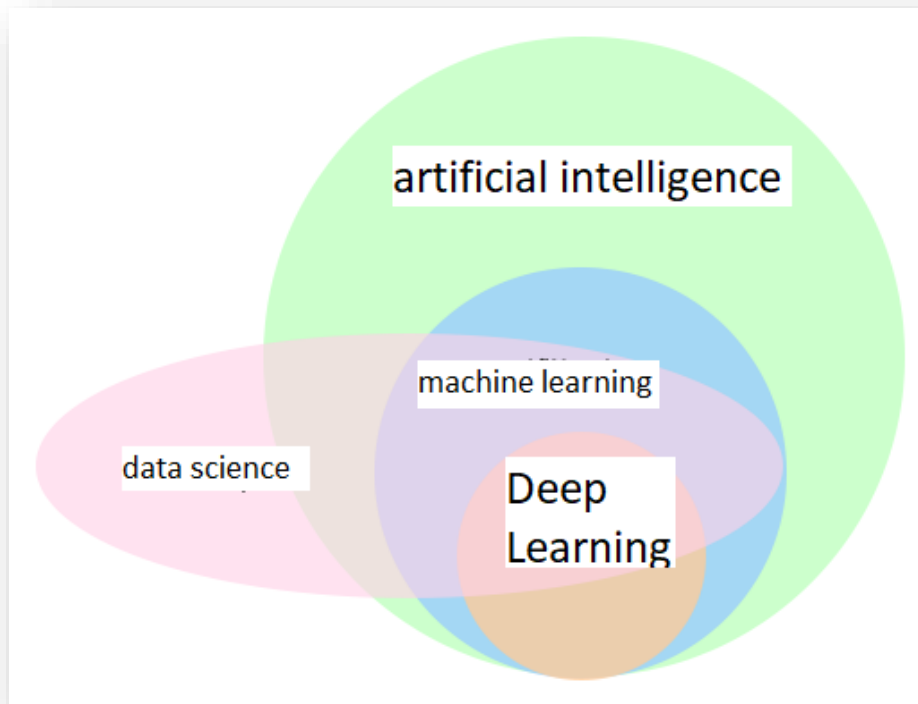 artificial intelligence
machine learning
data science
Deep
Learning